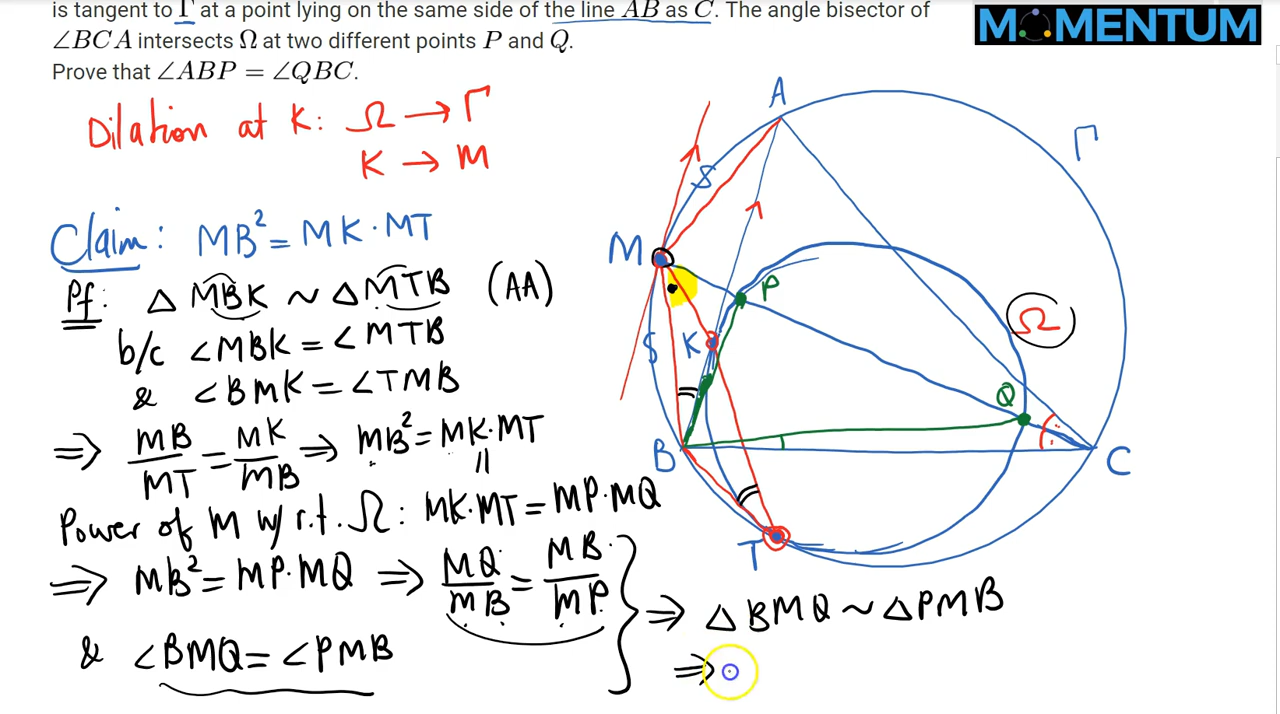 is tangent to Γ at a point lying on the same side of the line AB as C. The angle bisector of
∠BCA intersects Ω at two different points P and Q.
Prove that ∠ABP = ∠QBC.
MOMENTUM
Dilation at K: Ω → Γ
K → M
Claim: MB² = MK · MT
Pf: △ MBK ~ △ MTB (AA)
b/c ∠MBK = ∠MTB
& ∠BMK = ∠TMB
⇒ MB/MT = MK/MB ⇒ MB² = MK · MT
Power of M w/r.t. Ω: MK · MT = MP · MQ
⇒ MB² = MP · MQ ⇒ MQ/MB = MB/MP
& ∠BMQ = ∠PMB
⇒ △ BMQ ~ △ PMB
⇒
A
Γ
S
M
P
Ω
S
K
Q
B
C
T